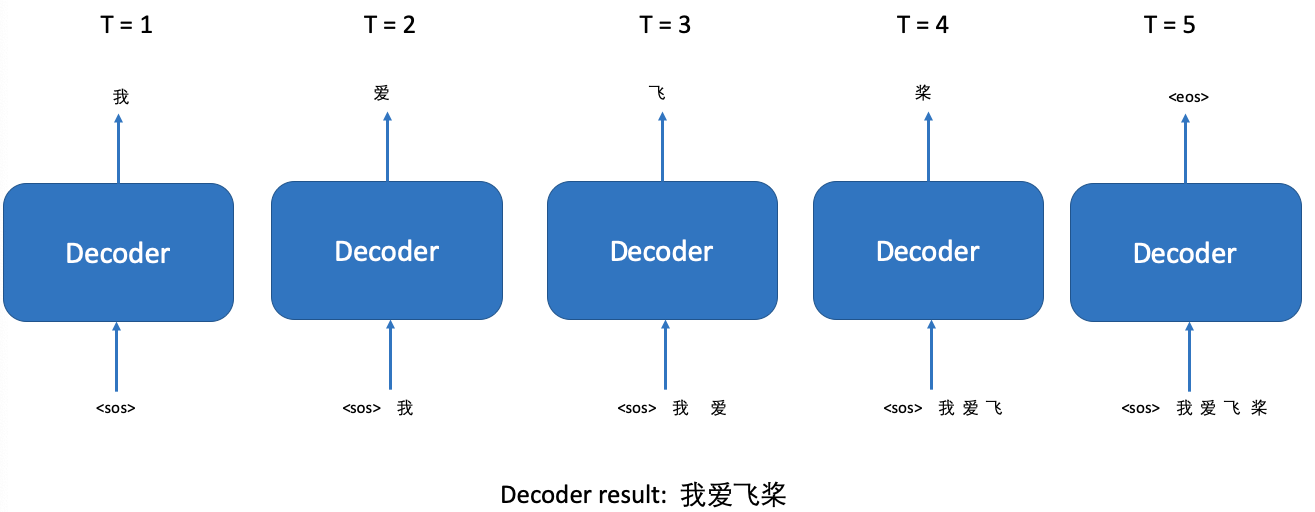 T = 1 T = 2 T = 3 T = 4 T = 5
我 爱 飞 桨 <eos>
Decoder Decoder Decoder Decoder Decoder
<sos> <sos> 我 <sos> 我 爱 <sos> 我 爱 飞 <sos> 我 爱 飞 桨
Decoder result: 我爱飞桨